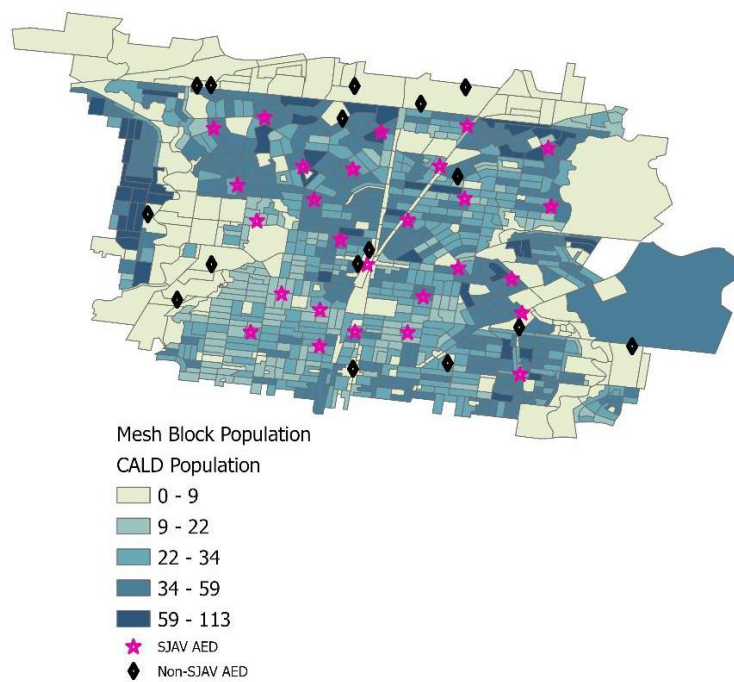 Mesh Block Population
CALD Population
0 - 9
9 - 22
22 - 34
34 - 59
59 - 113
SJAV AED
Non-SJAV AED